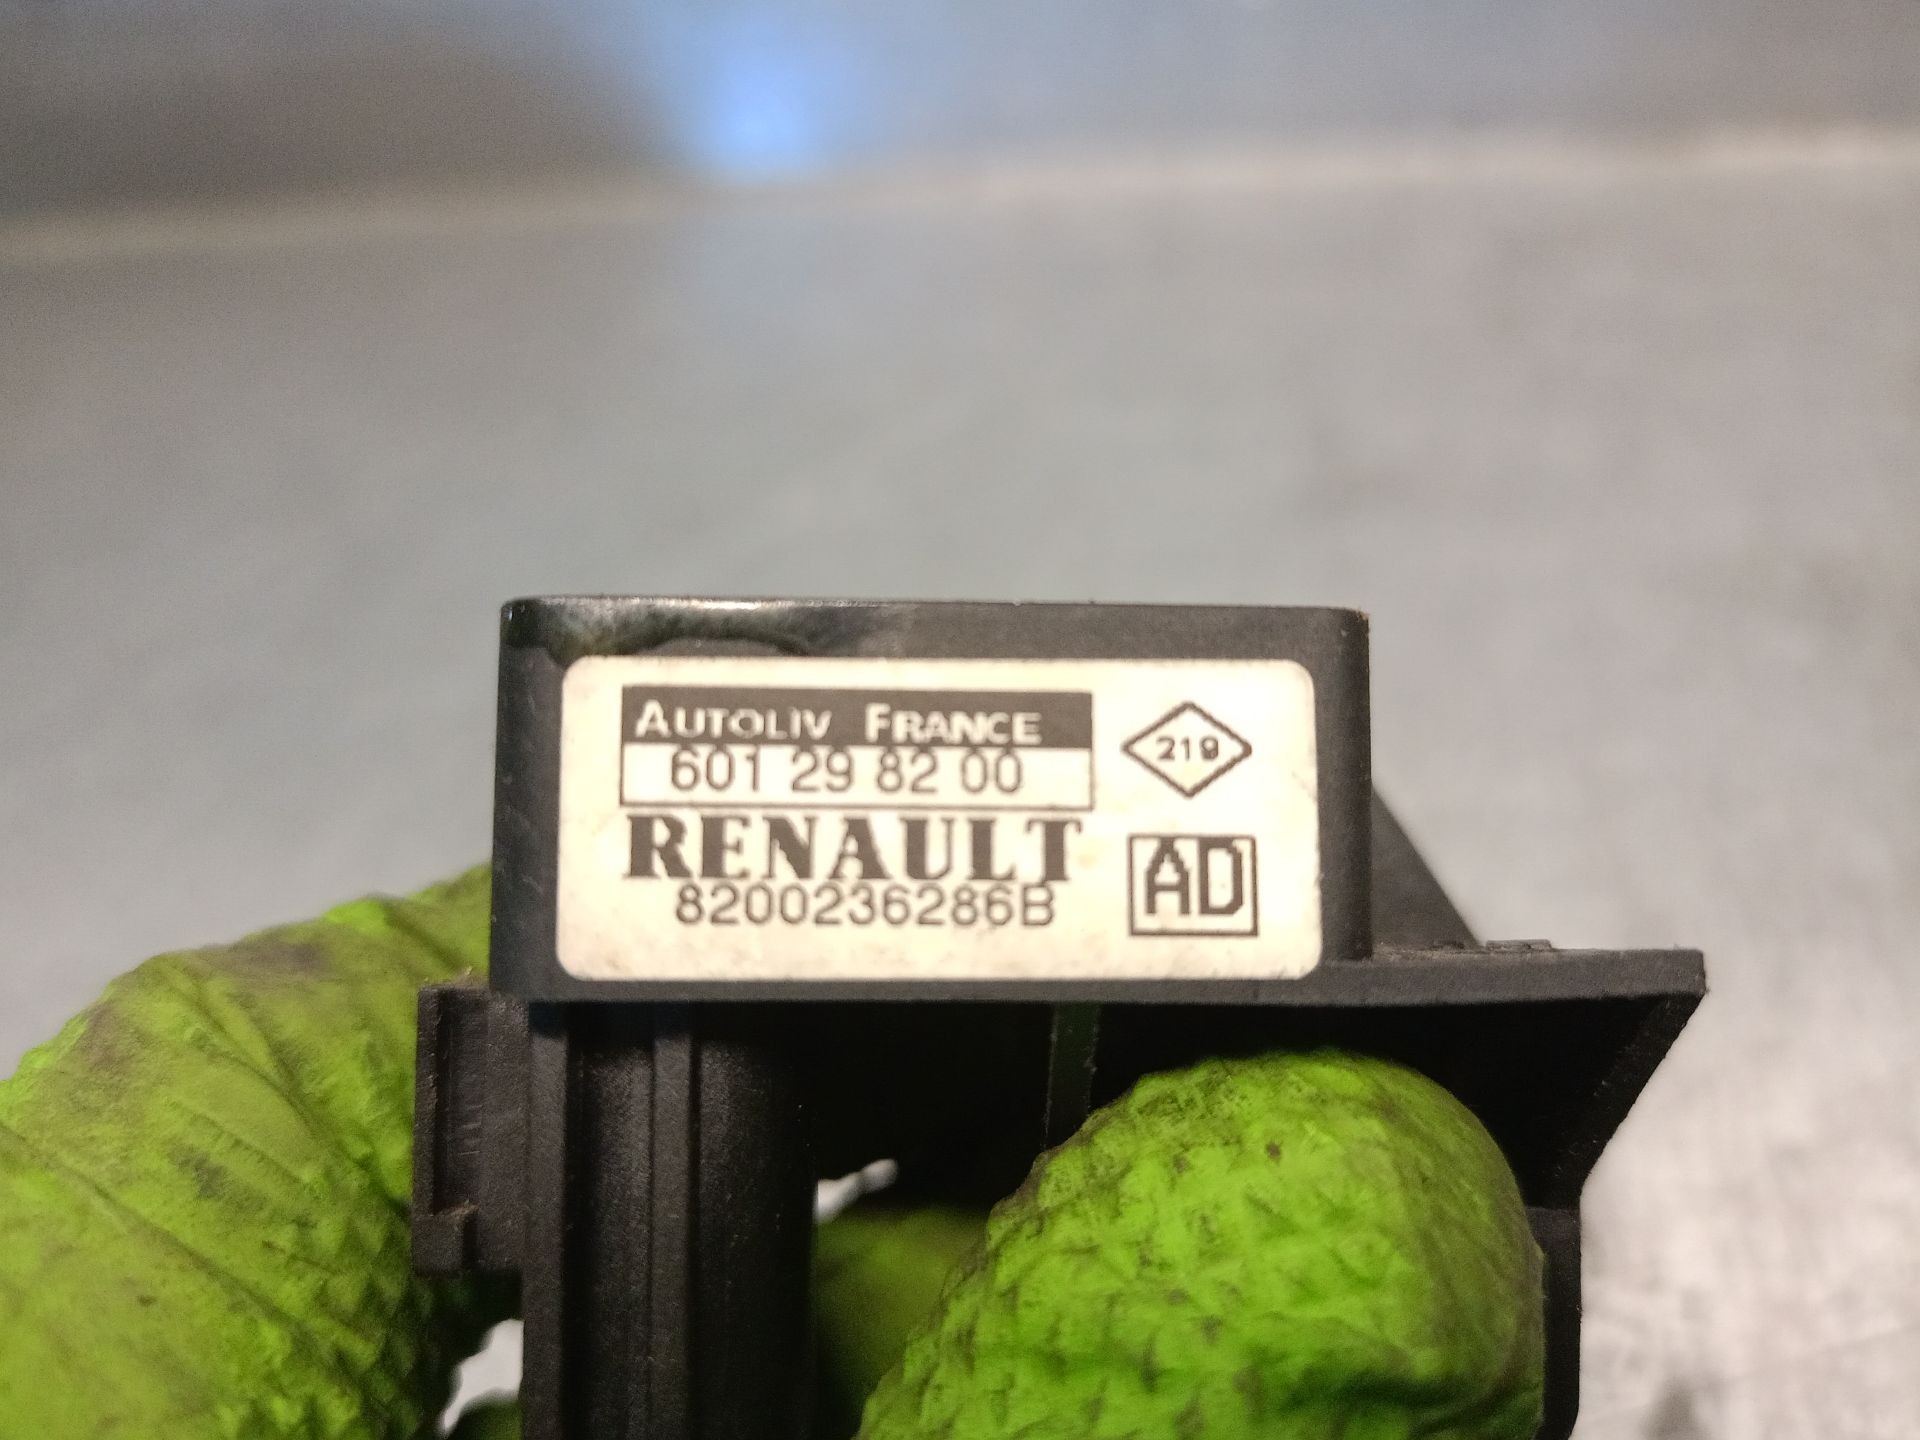 AUTOLIV FRANCE
601 29 82 00
219
RENAULT
8200236286B
AD